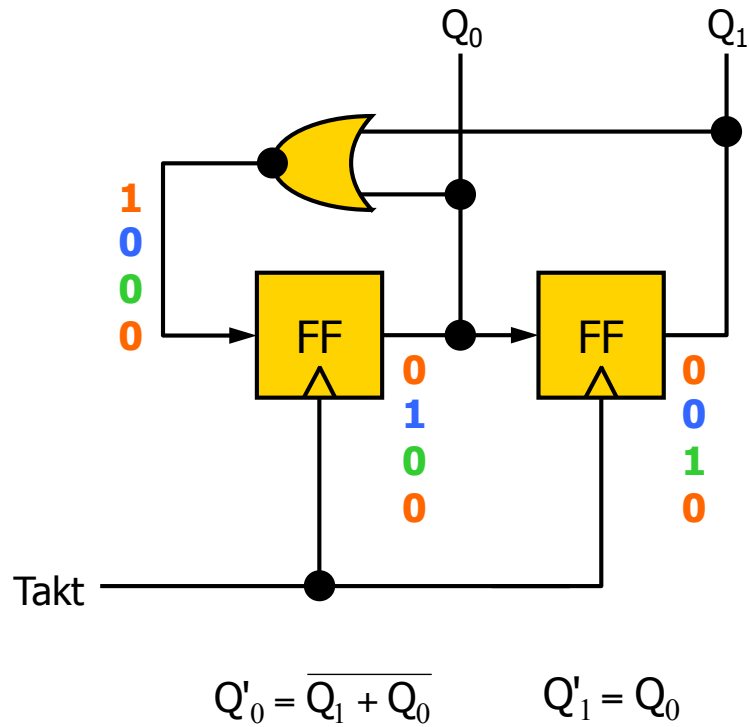 Q₀ Q₁
1
0
0
0
FF FF
0 0
1 0
0 1
0 0
Takt
Q'₀ = \overline{Q₁ + Q₀} Q'₁ = Q₀